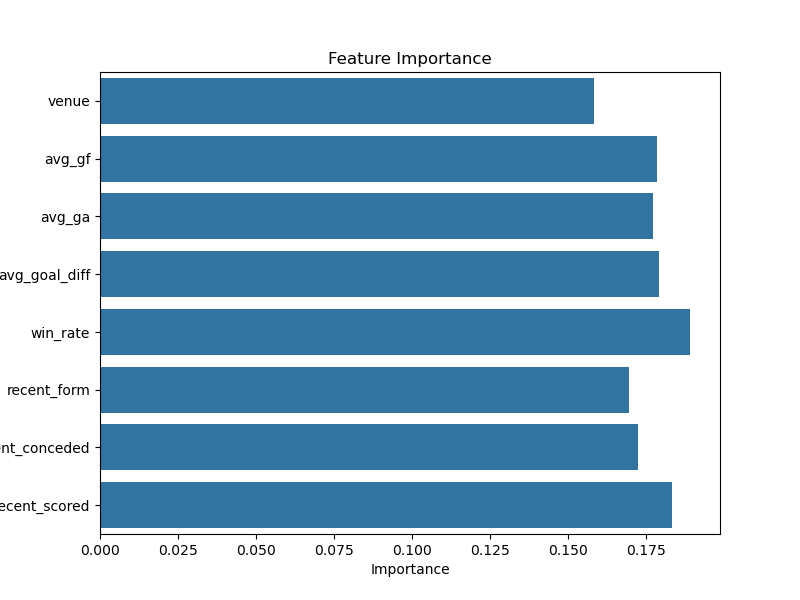 Feature Importance
venue
avg_gf
avg_ga
avg_goal_diff
win_rate
recent_form
ent_conceded
ecent_scored
0.000 0.025 0.050 0.075 0.100 0.125 0.150 0.175
Importance